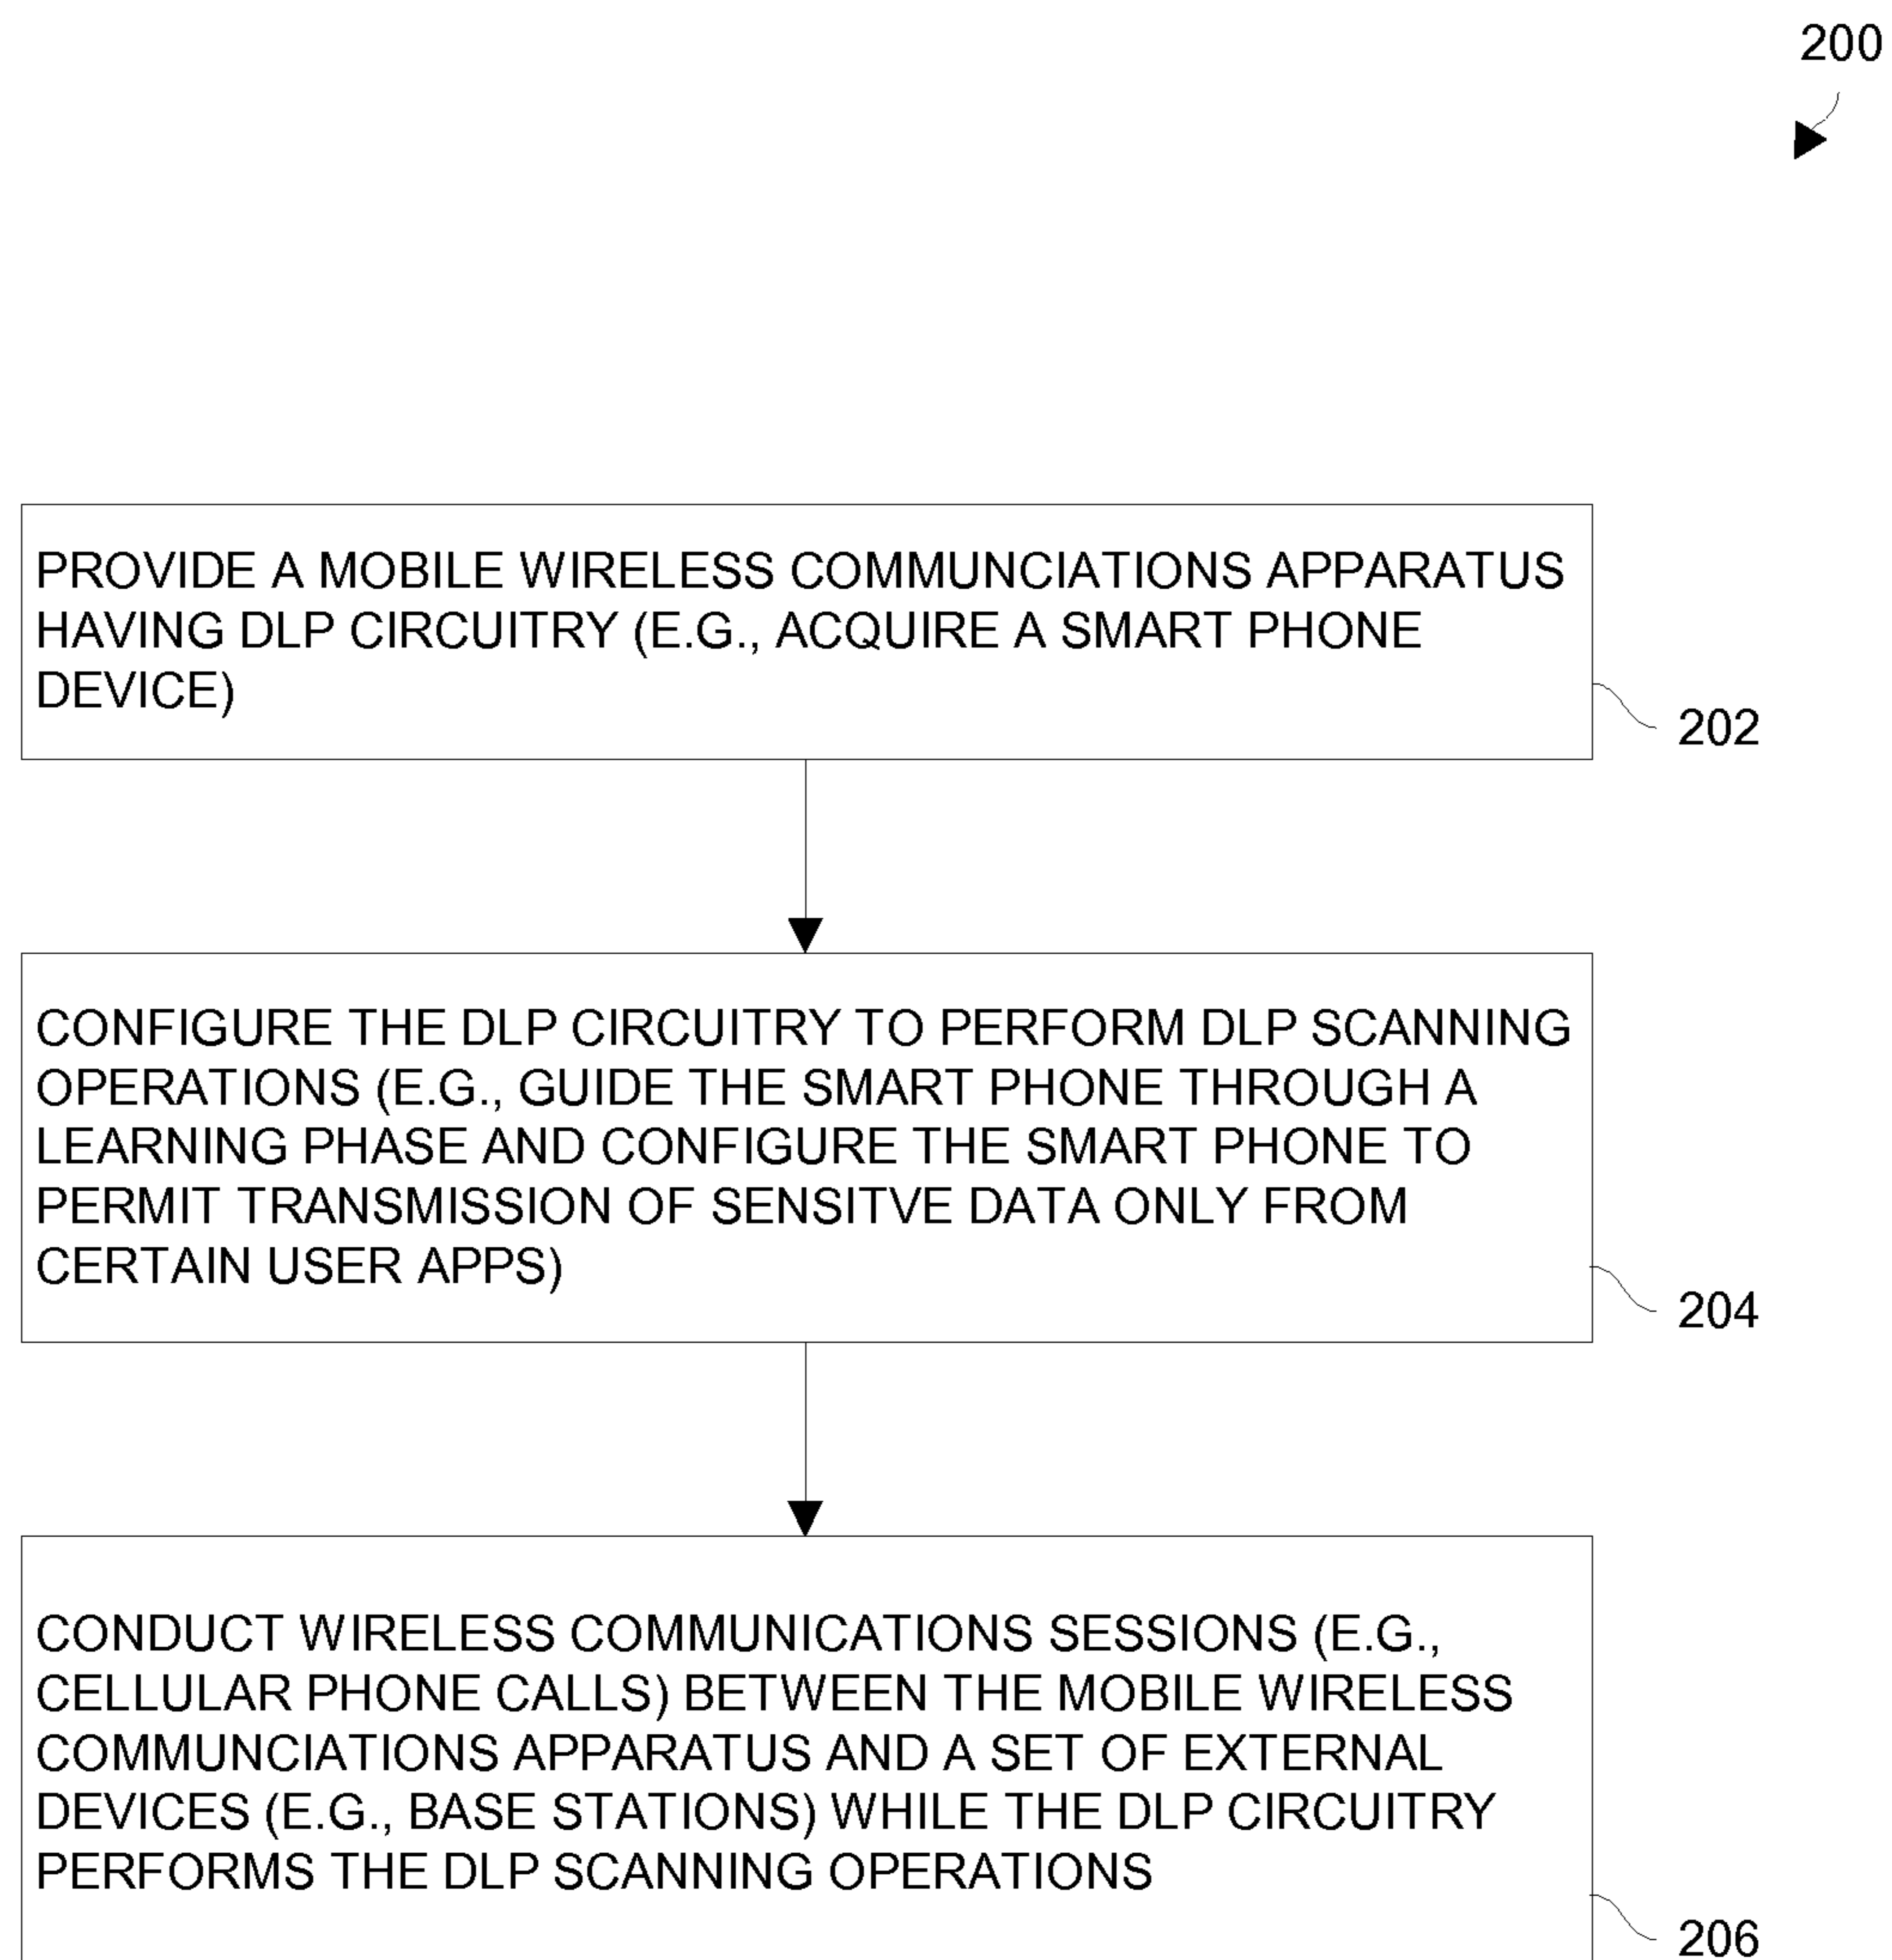 200
PROVIDE A MOBILE WIRELESS COMMUNCIATIONS APPARATUS
HAVING DLP CIRCUITRY (E.G., ACQUIRE A SMART PHONE
DEVICE)
202
CONFIGURE THE DLP CIRCUITRY TO PERFORM DLP SCANNING
OPERATIONS (E.G., GUIDE THE SMART PHONE THROUGH A
LEARNING PHASE AND CONFIGURE THE SMART PHONE TO
PERMIT TRANSMISSION OF SENSITVE DATA ONLY FROM
CERTAIN USER APPS)
204
CONDUCT WIRELESS COMMUNICATIONS SESSIONS (E.G.,
CELLULAR PHONE CALLS) BETWEEN THE MOBILE WIRELESS
COMMUNCIATIONS APPARATUS AND A SET OF EXTERNAL
DEVICES (E.G., BASE STATIONS) WHILE THE DLP CIRCUITRY
PERFORMS THE DLP SCANNING OPERATIONS
206